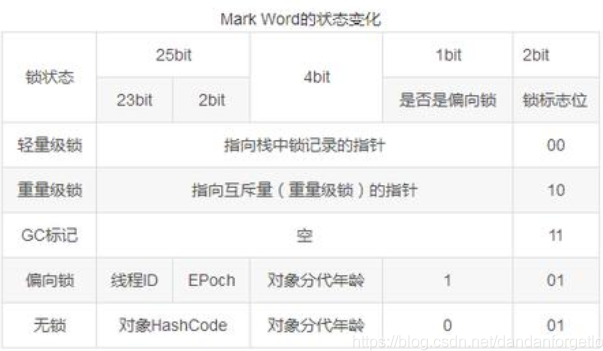 Mark Word的状态变化
锁状态 25bit 4bit 1bit 2bit
23bit 2bit 是否是偏向锁 锁标志位
轻量级锁 指向栈中锁记录的指针 00
重量级锁 指向互斥量（重量级锁）的指针 10
GC标记 空 11
偏向锁 线程ID EPoch 对象分代年龄 1 01
无锁 对象HashCode 对象分代年龄 0 01
https://blog.csdn.net/dandanforgetlo